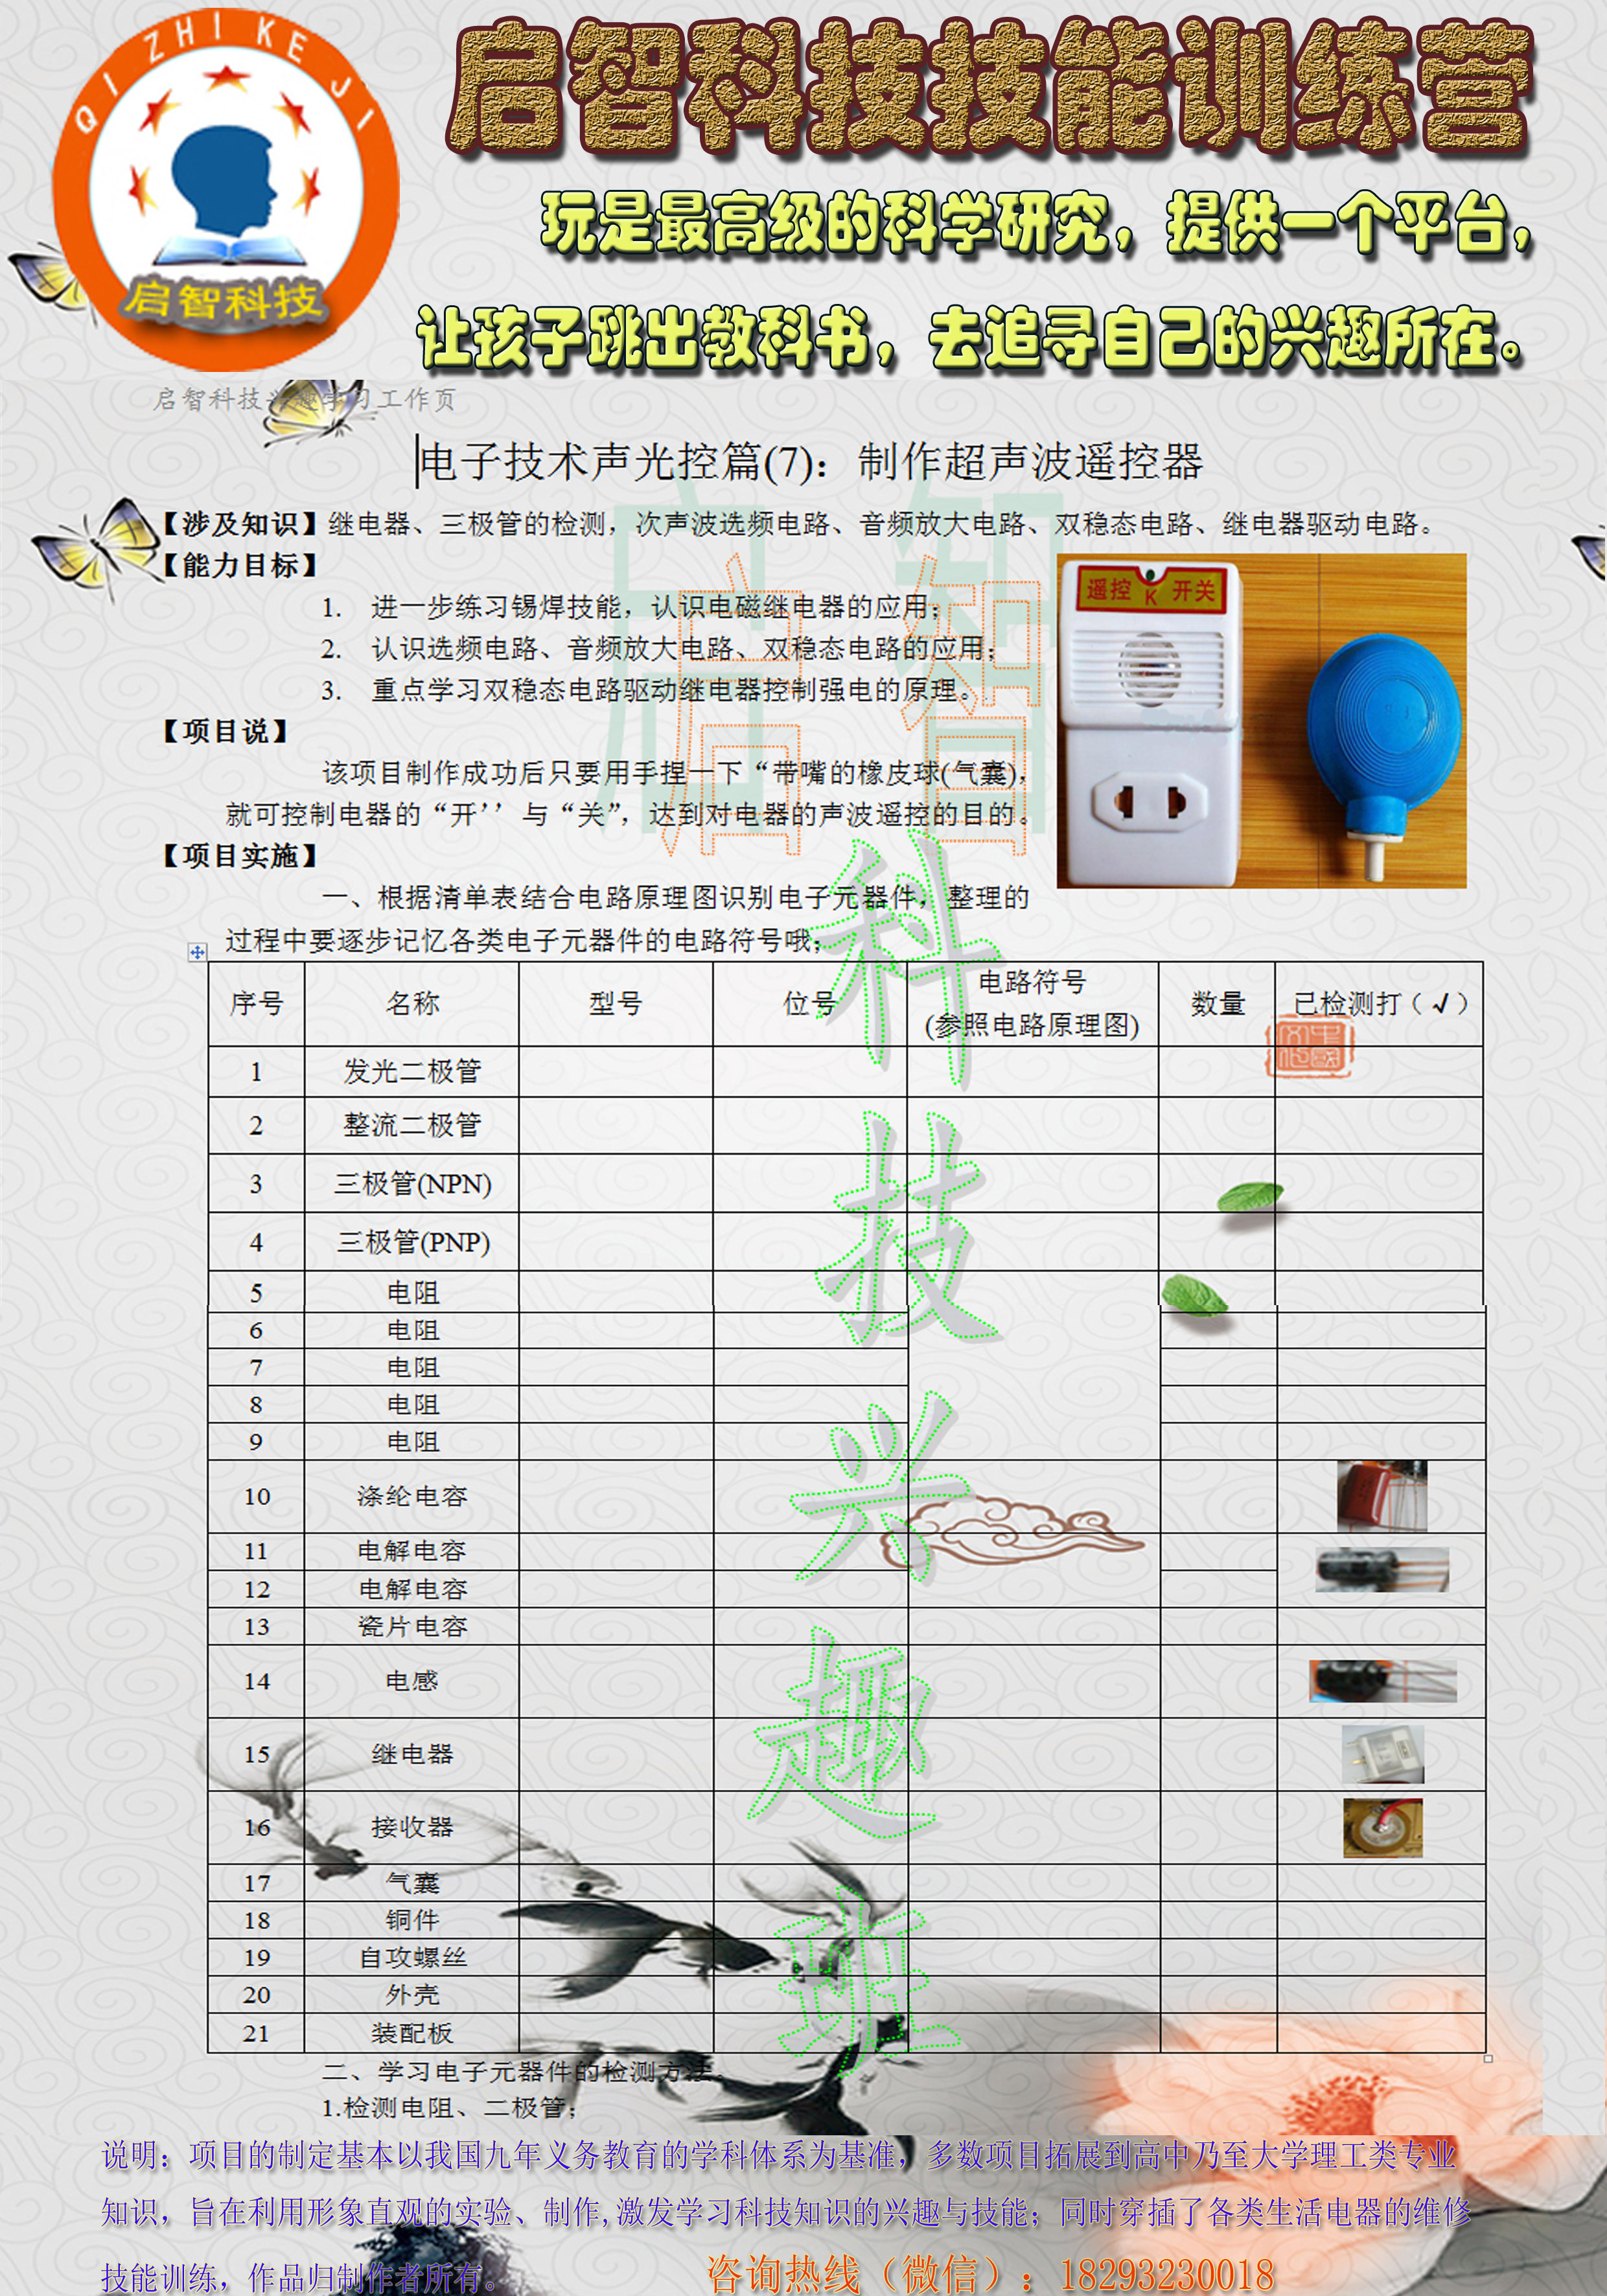 QI ZHI KE JI
启智科技
启智科技技能训练营
玩是最高级的科学研究，提供一个平台，
让孩子跳出教科书，去追寻自己的兴趣所在。
启智科技兴趣学习工作页
电子技术声光控篇(7)：制作超声波遥控器
【涉及知识】继电器、三极管的检测，次声波选频电路、音频放大电路、双稳态电路、继电器驱动电路。
【能力目标】
1. 进一步练习锡焊技能，认识电磁继电器的应用；
2. 认识选频电路、音频放大电路、双稳态电路的应用；
3. 重点学习双稳态电路驱动继电器控制强电的原理。
遥控 K 开关
【项目说】
该项目制作成功后只要用手捏一下“带嘴的橡皮球(气囊)，
就可控制电器的“开’’ 与“关”，达到对电器的声波遥控的目的。
【项目实施】
一、根据清单表结合电路原理图识别电子元器件，整理的
过程中要逐步记忆各类电子元器件的电路符号哦；
序号 名称 型号 位号 电路符号 数量 已检测打（√）
(参照电路原理图)
1 发光二极管
2 整流二极管
3 三极管(NPN)
4 三极管(PNP)
5 电阻
6 电阻
7 电阻
8 电阻
9 电阻
10 涤纶电容
11 电解电容
12 电解电容
13 瓷片电容
14 电感
15 继电器
16 接收器
17 气囊
18 铜件
19 自攻螺丝
20 外壳
21 装配板
二、学习电子元器件的检测方法。
1.检测电阻、二极管；
启智
科
技
兴
趣
班
说明：项目的制定基本以我国九年义务教育的学科体系为基准，多数项目拓展到高中乃至大学理工类专业
知识，旨在利用形象直观的实验、制作,激发学习科技知识的兴趣与技能；同时穿插了各类生活电器的维修
技能训练，作品归制作者所有。
咨询热线（微信）：18293230018